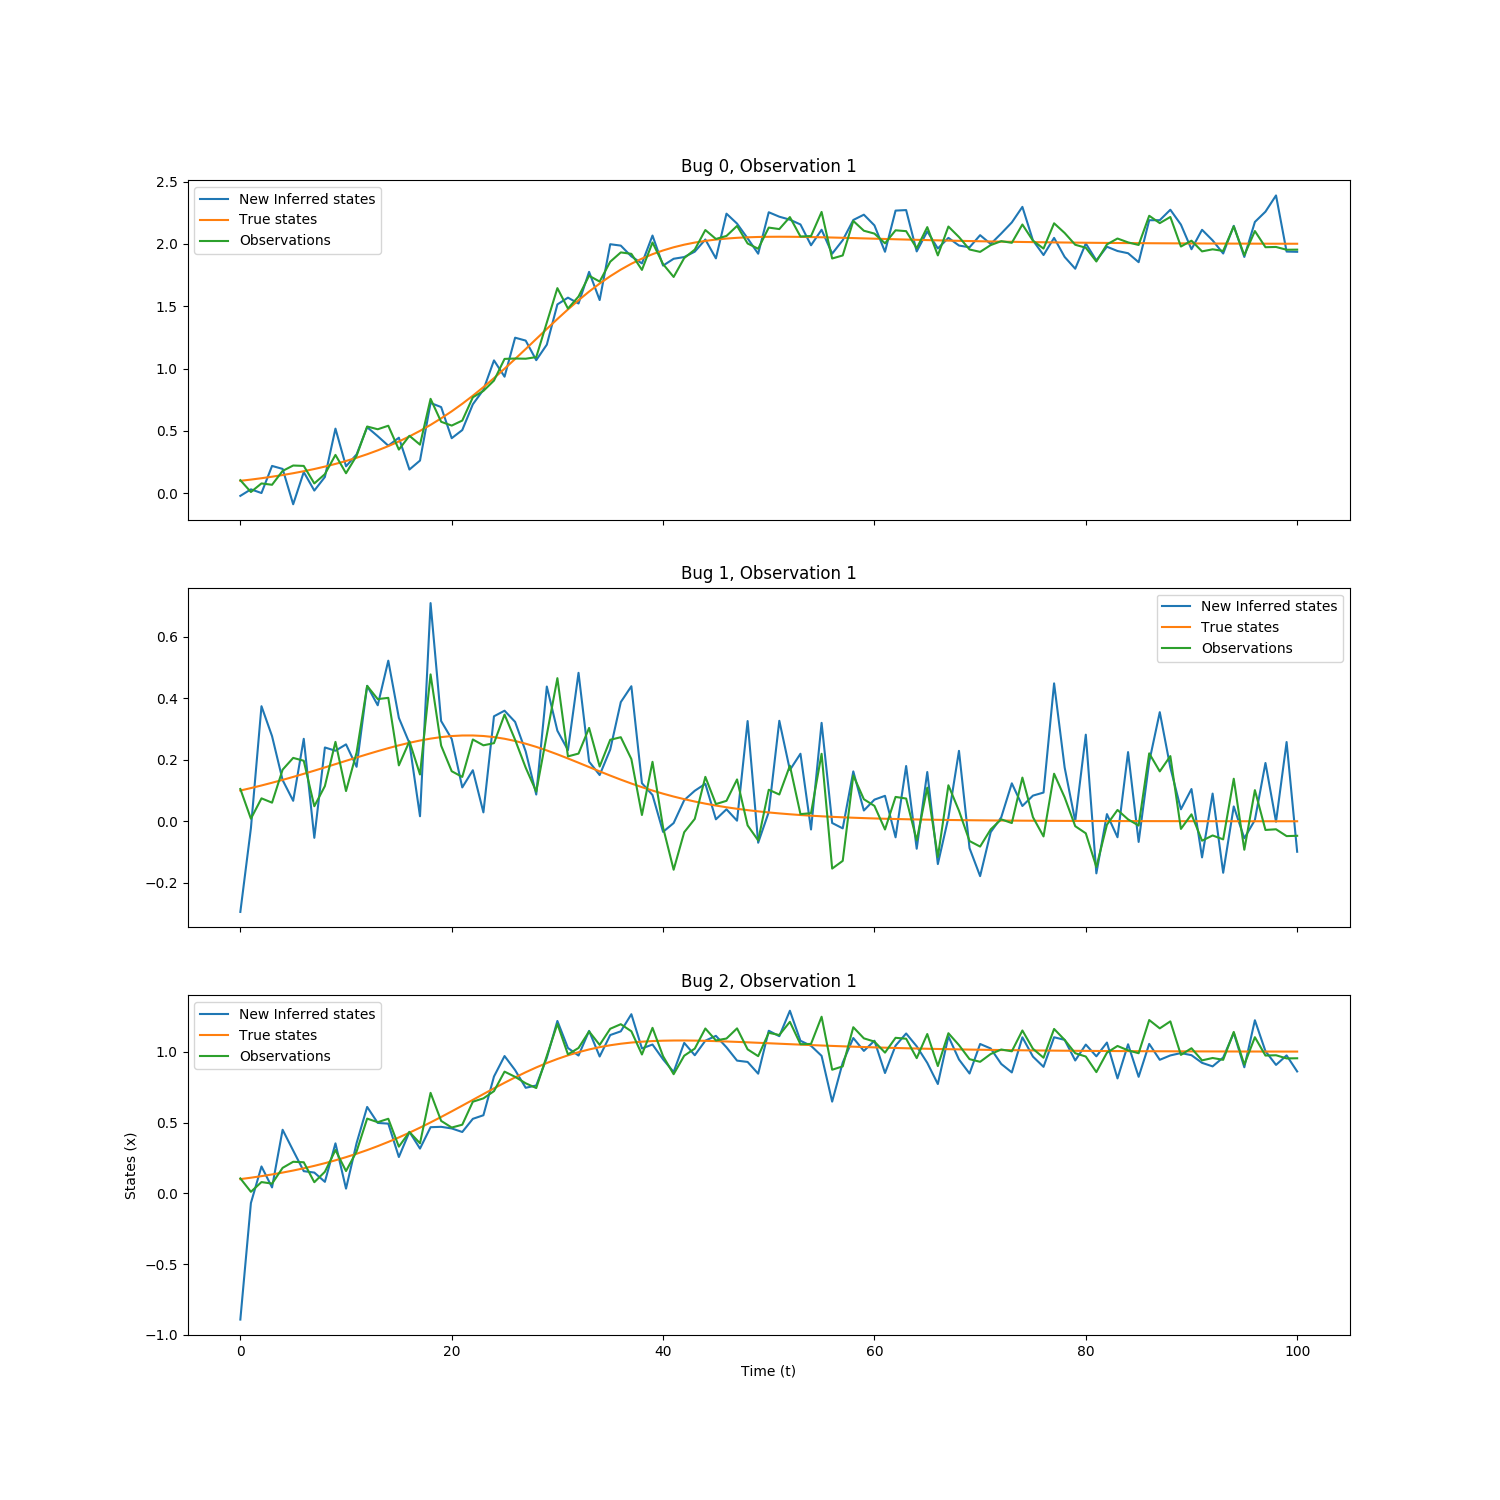 Bug 0, Observation 1
New Inferred states
True states
Observations
2.5
2.0
1.5
1.0
0.5
0.0
Bug 1, Observation 1
New Inferred states
True states
Observations
0.6
0.4
0.2
0.0
−0.2
Bug 2, Observation 1
New Inferred states
True states
Observations
1.0
0.5
0.0
−0.5
−1.0
States (x)
0 20 40 60 80 100
Time (t)